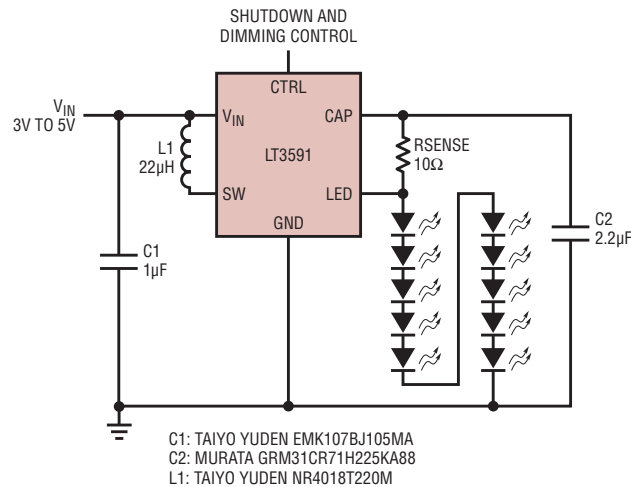 SHUTDOWN AND
DIMMING CONTROL
CTRL
VIN
3V TO 5V
VIN
CAP
L1
22µH
LT3591
RSENSE
10Ω
SW
LED
GND
C1
1µF
C2
2.2µF
C1: TAIYO YUDEN EMK107BJ105MA
C2: MURATA GRM31CR71H225KA88
L1: TAIYO YUDEN NR4018T220M